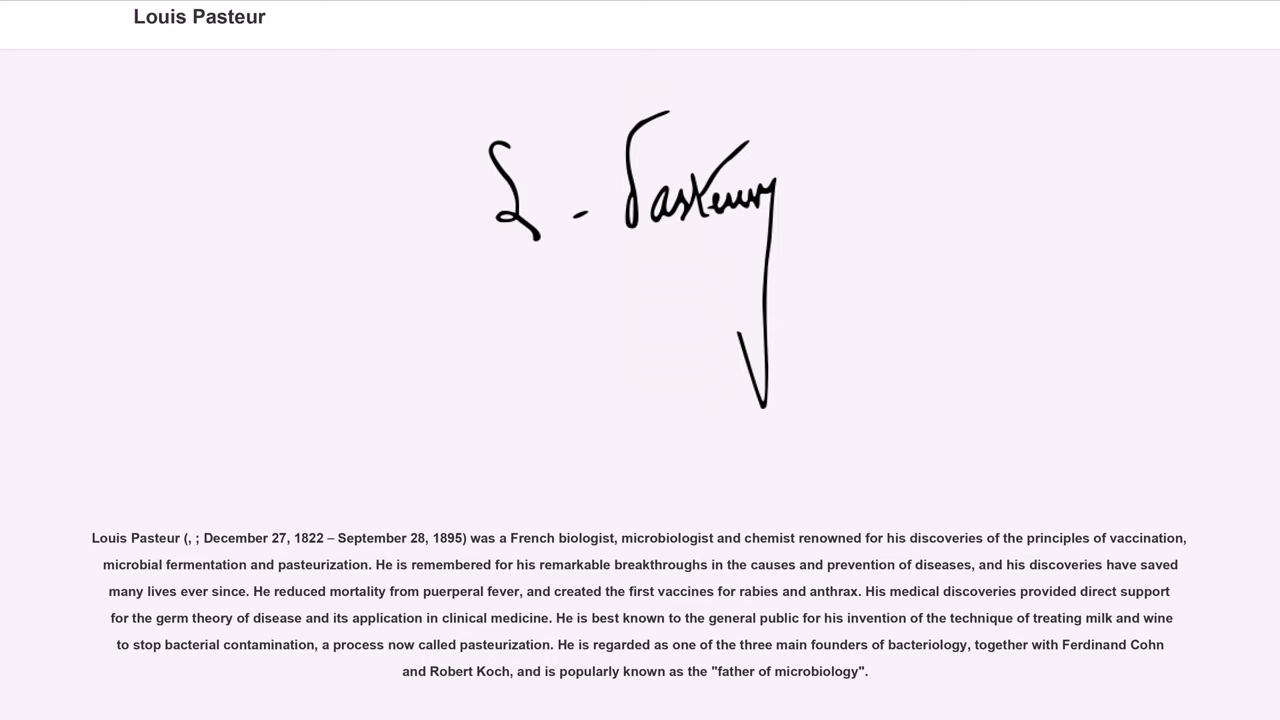 Louis Pasteur
L - Pasteur
Louis Pasteur (, ; December 27, 1822 – September 28, 1895) was a French biologist, microbiologist and chemist renowned for his discoveries of the principles of vaccination,
microbial fermentation and pasteurization. He is remembered for his remarkable breakthroughs in the causes and prevention of diseases, and his discoveries have saved
many lives ever since. He reduced mortality from puerperal fever, and created the first vaccines for rabies and anthrax. His medical discoveries provided direct support
for the germ theory of disease and its application in clinical medicine. He is best known to the general public for his invention of the technique of treating milk and wine
to stop bacterial contamination, a process now called pasteurization. He is regarded as one of the three main founders of bacteriology, together with Ferdinand Cohn
and Robert Koch, and is popularly known as the "father of microbiology".